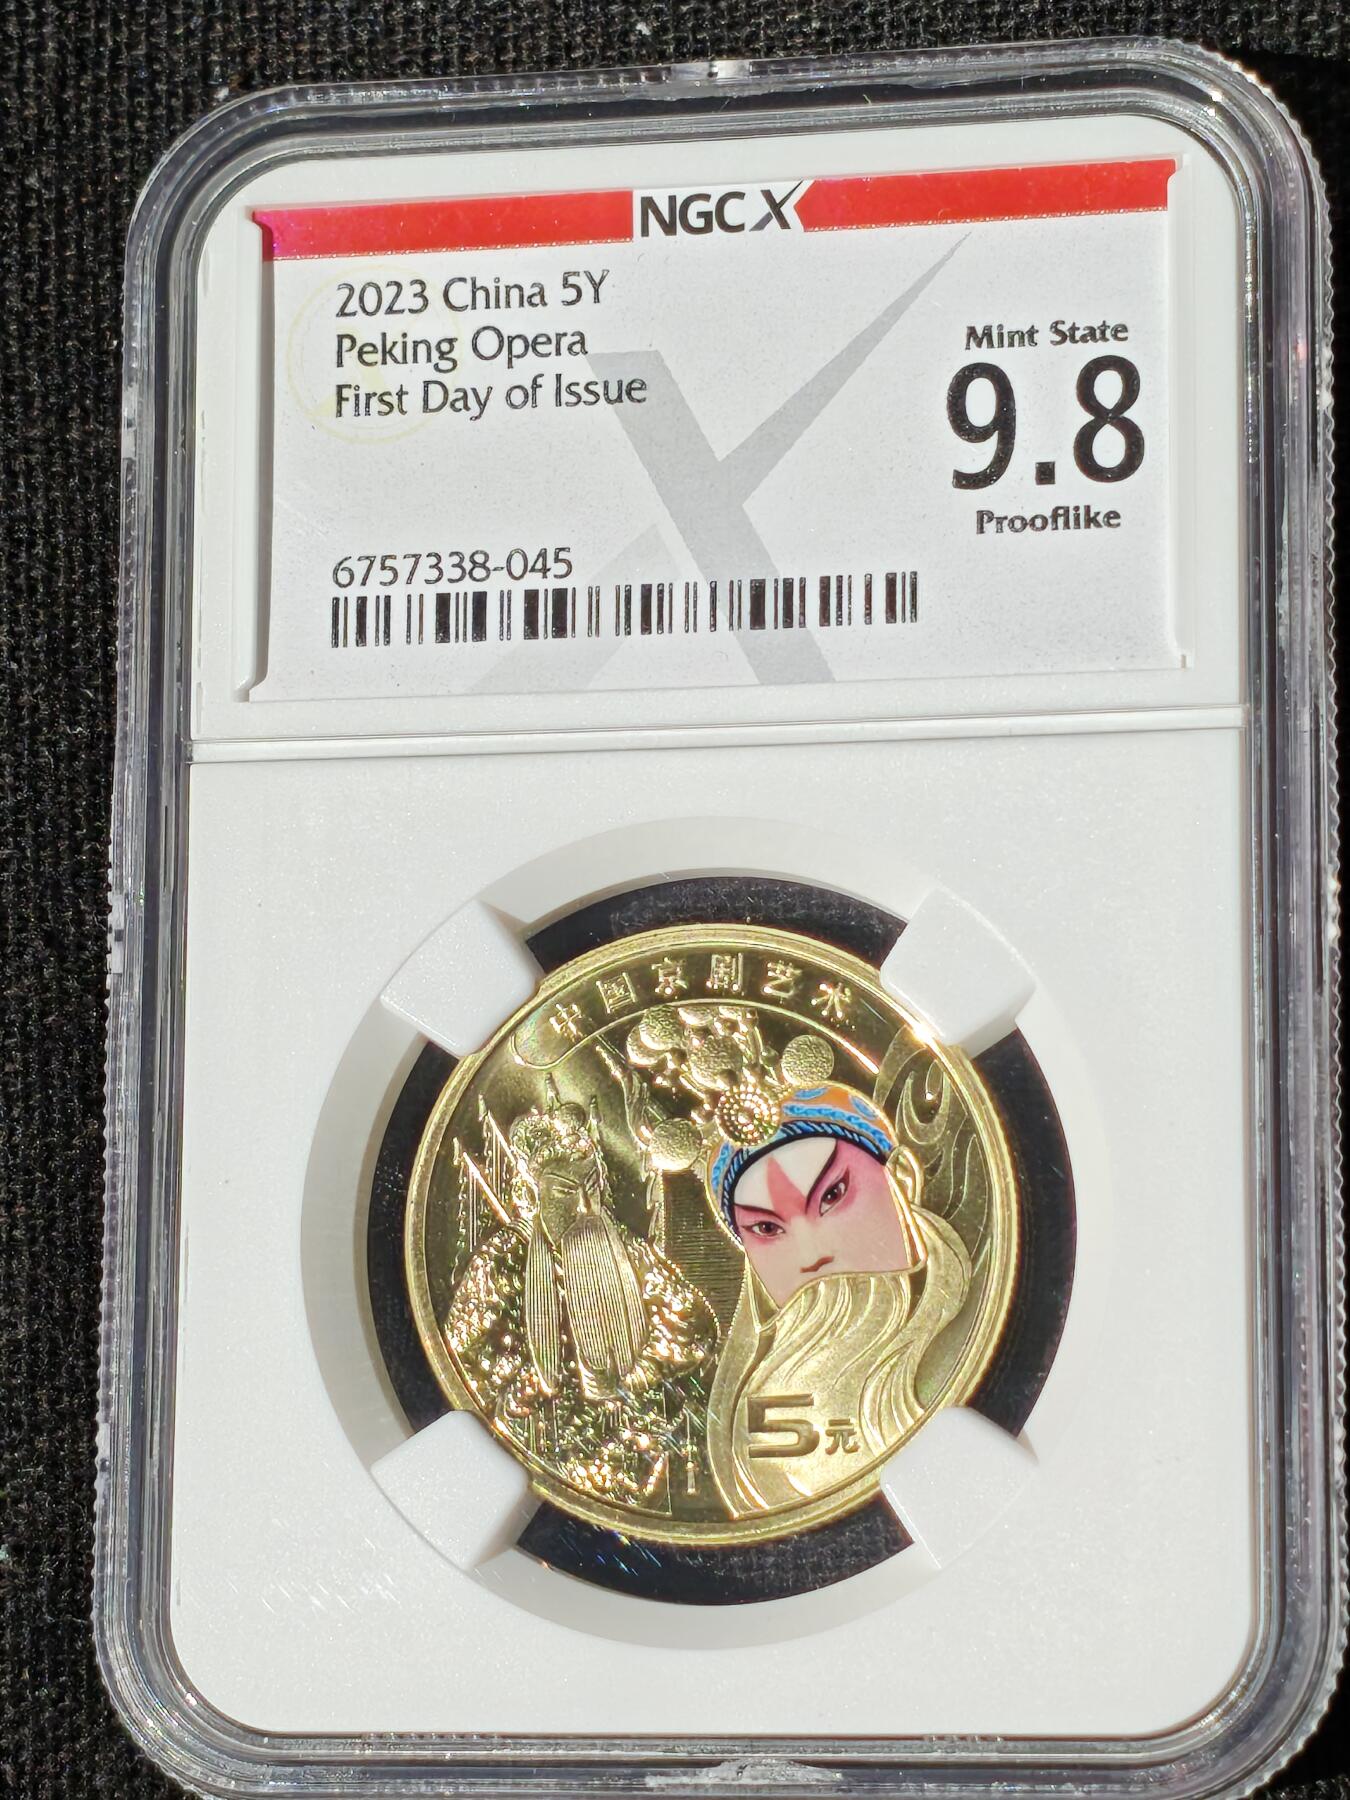 NGCX
2023 China 5Y
Peking Opera
First Day of Issue
Mint State
9.8
Prooflike
6757338-045
中国京剧艺术
5元